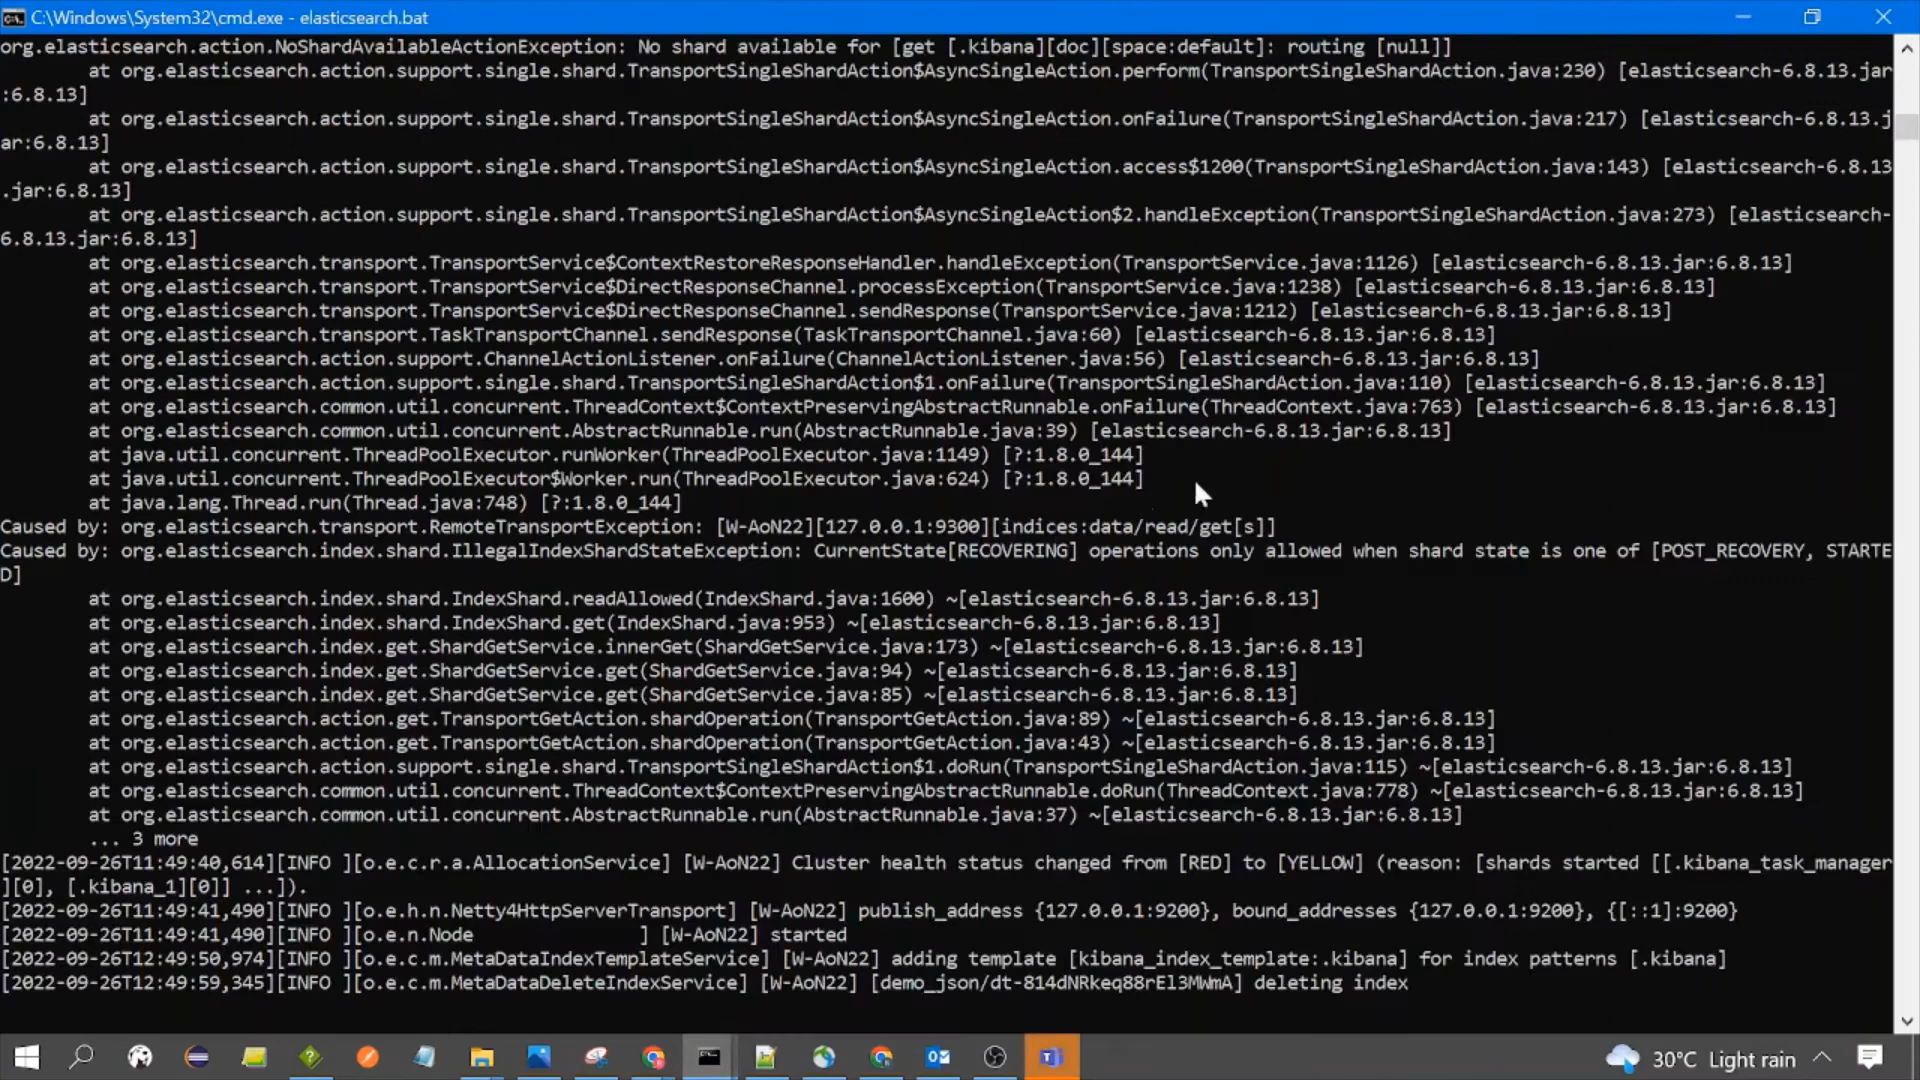 C:\Windows\System32\cmd.exe - elasticsearch.bat
org.elasticsearch.action.NoShardAvailableActionException: No shard available for [get [.kibana][doc][space:default]: routing [null]]
at org.elasticsearch.action.support.single.shard.TransportSingleShardAction$AsyncSingleAction.perform(TransportSingleShardAction.java:230) [elasticsearch-6.8.13.jar
:6.8.13]
at org.elasticsearch.action.support.single.shard.TransportSingleShardAction$AsyncSingleAction.onFailure(TransportSingleShardAction.java:217) [elasticsearch-6.8.13.j
ar:6.8.13]
at org.elasticsearch.action.support.single.shard.TransportSingleShardAction$AsyncSingleAction.access$1200(TransportSingleShardAction.java:143) [elasticsearch-6.8.13
.jar:6.8.13]
at org.elasticsearch.action.support.single.shard.TransportSingleShardAction$AsyncSingleAction$2.handleException(TransportSingleShardAction.java:273) [elasticsearch-
6.8.13.jar:6.8.13]
at org.elasticsearch.transport.TransportService$ContextRestoreResponseHandler.handleException(TransportService.java:1126) [elasticsearch-6.8.13.jar:6.8.13]
at org.elasticsearch.transport.TransportService$DirectResponseChannel.processException(TransportService.java:1238) [elasticsearch-6.8.13.jar:6.8.13]
at org.elasticsearch.transport.TransportService$DirectResponseChannel.sendResponse(TransportService.java:1212) [elasticsearch-6.8.13.jar:6.8.13]
at org.elasticsearch.transport.TaskTransportChannel.sendResponse(TaskTransportChannel.java:60) [elasticsearch-6.8.13.jar:6.8.13]
at org.elasticsearch.action.support.ChannelActionListener.onFailure(ChannelActionListener.java:56) [elasticsearch-6.8.13.jar:6.8.13]
at org.elasticsearch.action.support.single.shard.TransportSingleShardAction$1.onFailure(TransportSingleShardAction.java:110) [elasticsearch-6.8.13.jar:6.8.13]
at org.elasticsearch.common.util.concurrent.ThreadContext$ContextPreservingAbstractRunnable.onFailure(ThreadContext.java:763) [elasticsearch-6.8.13.jar:6.8.13]
at org.elasticsearch.common.util.concurrent.AbstractRunnable.run(AbstractRunnable.java:39) [elasticsearch-6.8.13.jar:6.8.13]
at java.util.concurrent.ThreadPoolExecutor.runWorker(ThreadPoolExecutor.java:1149) [?:1.8.0_144]
at java.util.concurrent.ThreadPoolExecutor$Worker.run(ThreadPoolExecutor.java:624) [?:1.8.0_144]
at java.lang.Thread.run(Thread.java:748) [?:1.8.0_144]
Caused by: org.elasticsearch.transport.RemoteTransportException: [W-AoN22][127.0.0.1:9300][indices:data/read/get[s]]
Caused by: org.elasticsearch.index.shard.IllegalIndexShardStateException: CurrentState[RECOVERING] operations only allowed when shard state is one of [POST_RECOVERY, STARTE
D]
at org.elasticsearch.index.shard.IndexShard.readAllowed(IndexShard.java:1600) ~[elasticsearch-6.8.13.jar:6.8.13]
at org.elasticsearch.index.shard.IndexShard.get(IndexShard.java:953) ~[elasticsearch-6.8.13.jar:6.8.13]
at org.elasticsearch.index.get.ShardGetService.innerGet(ShardGetService.java:173) ~[elasticsearch-6.8.13.jar:6.8.13]
at org.elasticsearch.index.get.ShardGetService.get(ShardGetService.java:94) ~[elasticsearch-6.8.13.jar:6.8.13]
at org.elasticsearch.index.get.ShardGetService.get(ShardGetService.java:85) ~[elasticsearch-6.8.13.jar:6.8.13]
at org.elasticsearch.action.get.TransportGetAction.shardOperation(TransportGetAction.java:89) ~[elasticsearch-6.8.13.jar:6.8.13]
at org.elasticsearch.action.get.TransportGetAction.shardOperation(TransportGetAction.java:43) ~[elasticsearch-6.8.13.jar:6.8.13]
at org.elasticsearch.action.support.single.shard.TransportSingleShardAction$1.doRun(TransportSingleShardAction.java:115) ~[elasticsearch-6.8.13.jar:6.8.13]
at org.elasticsearch.common.util.concurrent.ThreadContext$ContextPreservingAbstractRunnable.doRun(ThreadContext.java:778) ~[elasticsearch-6.8.13.jar:6.8.13]
at org.elasticsearch.common.util.concurrent.AbstractRunnable.run(AbstractRunnable.java:37) ~[elasticsearch-6.8.13.jar:6.8.13]
... 3 more
[2022-09-26T11:49:40,614][INFO ][o.e.c.r.a.AllocationService] [W-AoN22] Cluster health status changed from [RED] to [YELLOW] (reason: [shards started [[.kibana_task_manager
][0], [.kibana_1][0]] ...]).
[2022-09-26T11:49:41,490][INFO ][o.e.h.n.Netty4HttpServerTransport] [W-AoN22] publish_address {127.0.0.1:9200}, bound_addresses {127.0.0.1:9200}, {[::1]:9200}
[2022-09-26T11:49:41,490][INFO ][o.e.n.Node               ] [W-AoN22] started
[2022-09-26T12:49:50,974][INFO ][o.e.c.m.MetaDataIndexTemplateService] [W-AoN22] adding template [kibana_index_template:.kibana] for index patterns [.kibana]
[2022-09-26T12:49:59,345][INFO ][o.e.c.m.MetaDataDeleteIndexService] [W-AoN22] [demo_json/dt-814dNRkeq88rEl3MWmA] deleting index
30°C Light rain